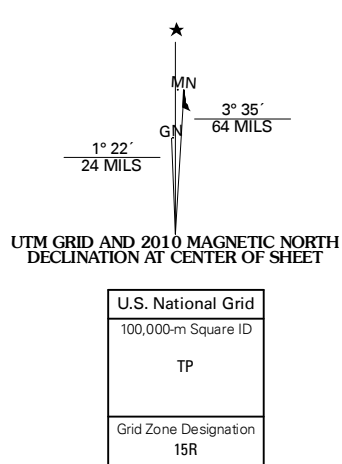 MN
3° 35´
64 MILS
GN
1° 22´
24 MILS
UTM GRID AND 2010 MAGNETIC NORTH
DECLINATION AT CENTER OF SHEET
U.S. National Grid
100,000-m Square ID
TP
Grid Zone Designation
15R